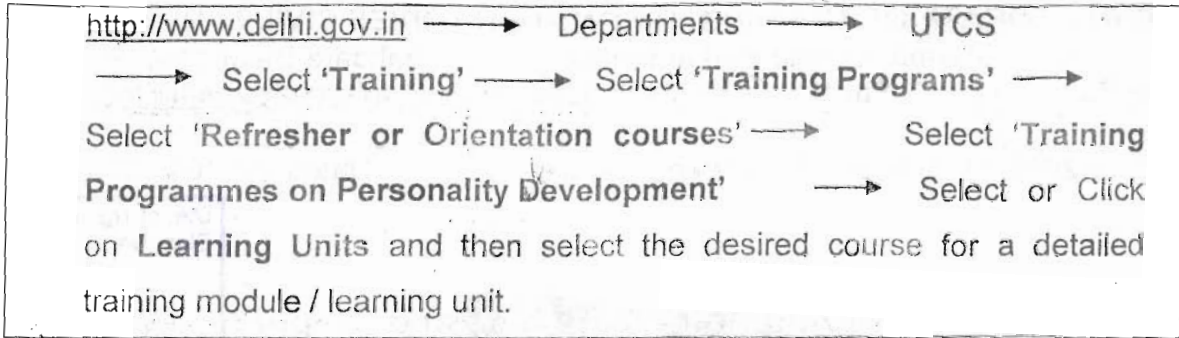 http://www.delhi.gov.in → Departments → UTCS
→ Select 'Training' → Select 'Training Programs' →
Select 'Refresher or Orientation courses' → Select 'Training
Programmes on Personality Development' → Select or Click
on Learning Units and then select the desired course for a detailed
training module / learning unit.